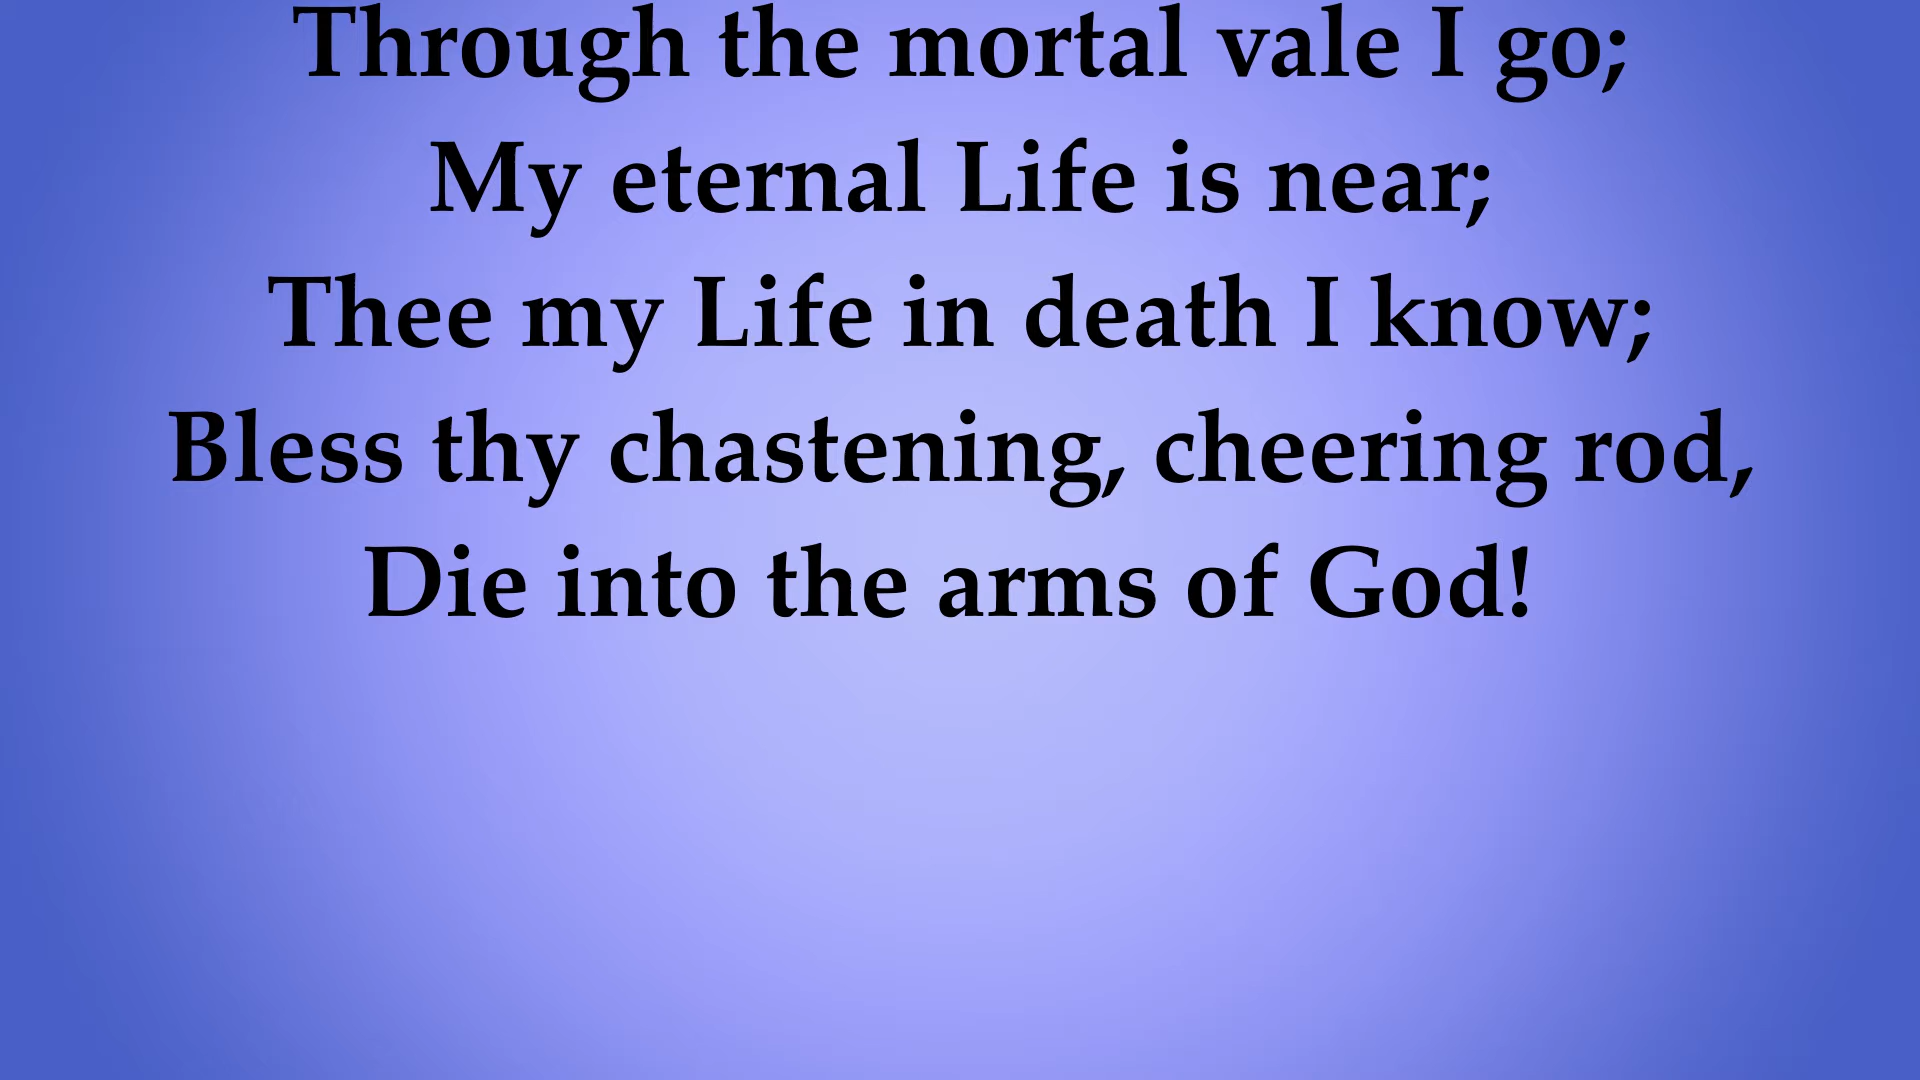 Through the mortal vale I go;
My eternal Life is near;
Thee my Life in death I know;
Bless thy chastening, cheering rod,
Die into the arms of God!